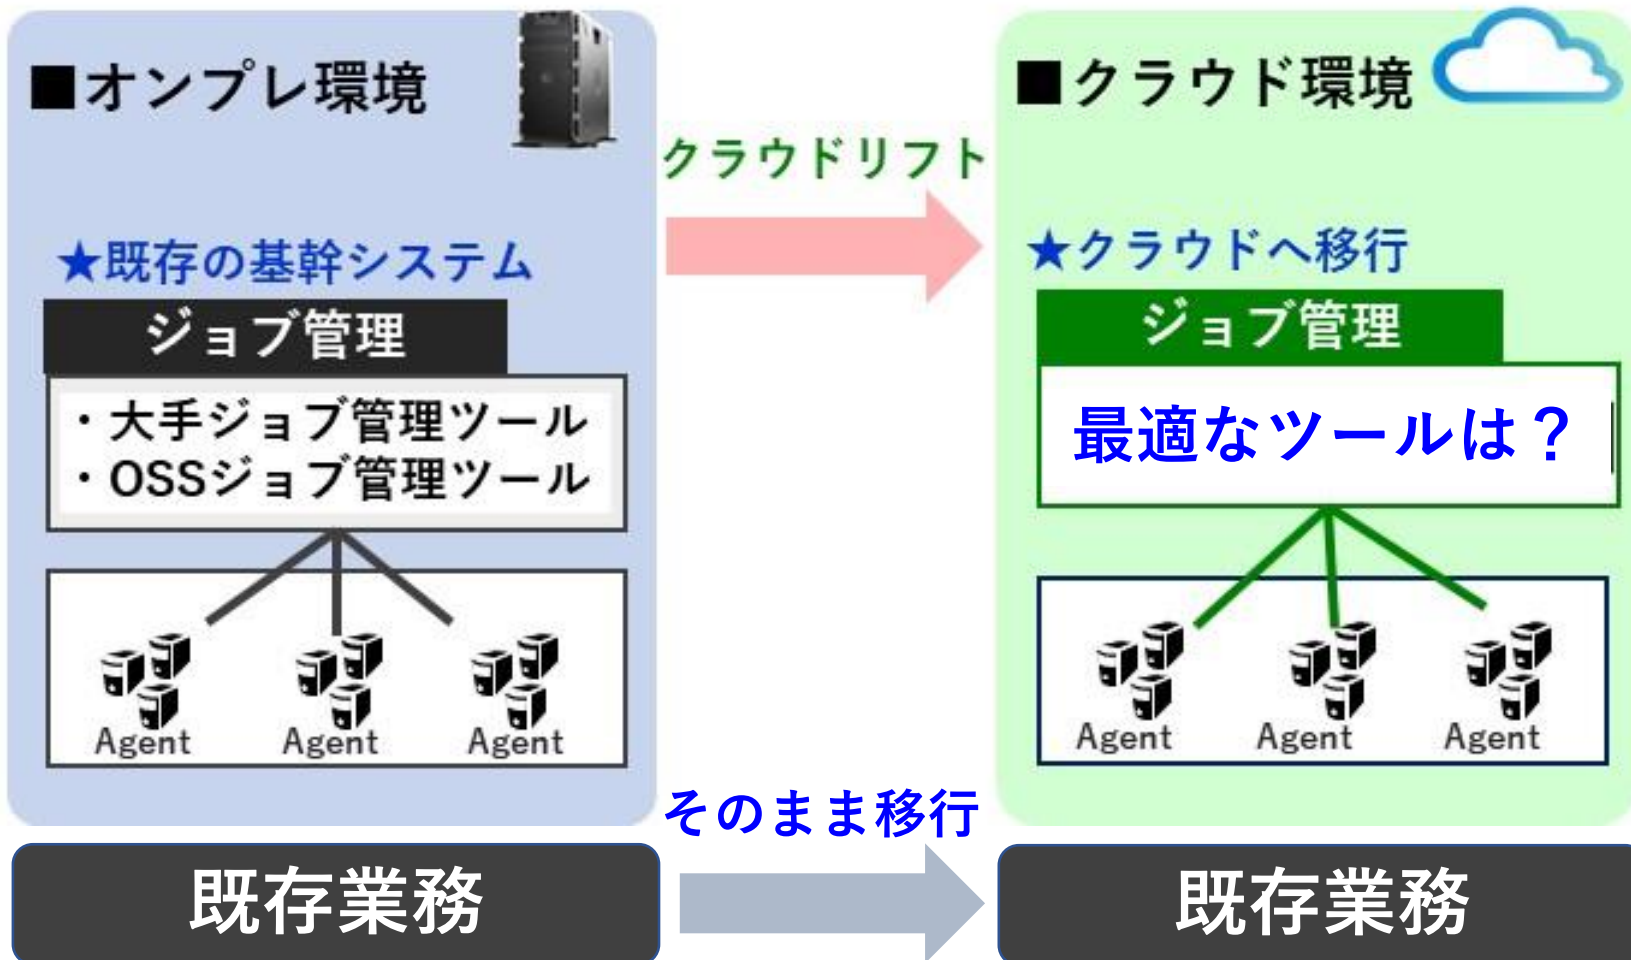 ■オンプレ環境
★既存の基幹システム
ジョブ管理
・大手ジョブ管理ツール
・OSSジョブ管理ツール
Agent
Agent
Agent
既存業務
クラウドリフト
そのまま移行
■クラウド環境
★クラウドへ移行
ジョブ管理
最適なツールは？
Agent
Agent
Agent
既存業務